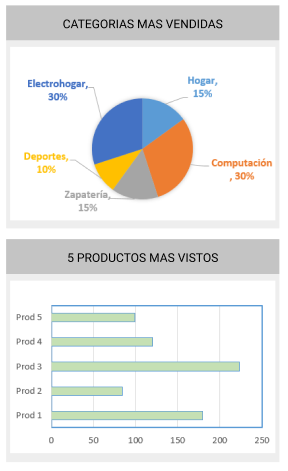 CATEGORIAS MAS VENDIDAS
Electrohogar,
30%
Hogar,
15%
Deportes,
10%
Computación
, 30%
Zapatería,
15%
5 PRODUCTOS MAS VISTOS
Prod 5
Prod 4
Prod 3
Prod 2
Prod 1
0 50 100 150 200 250